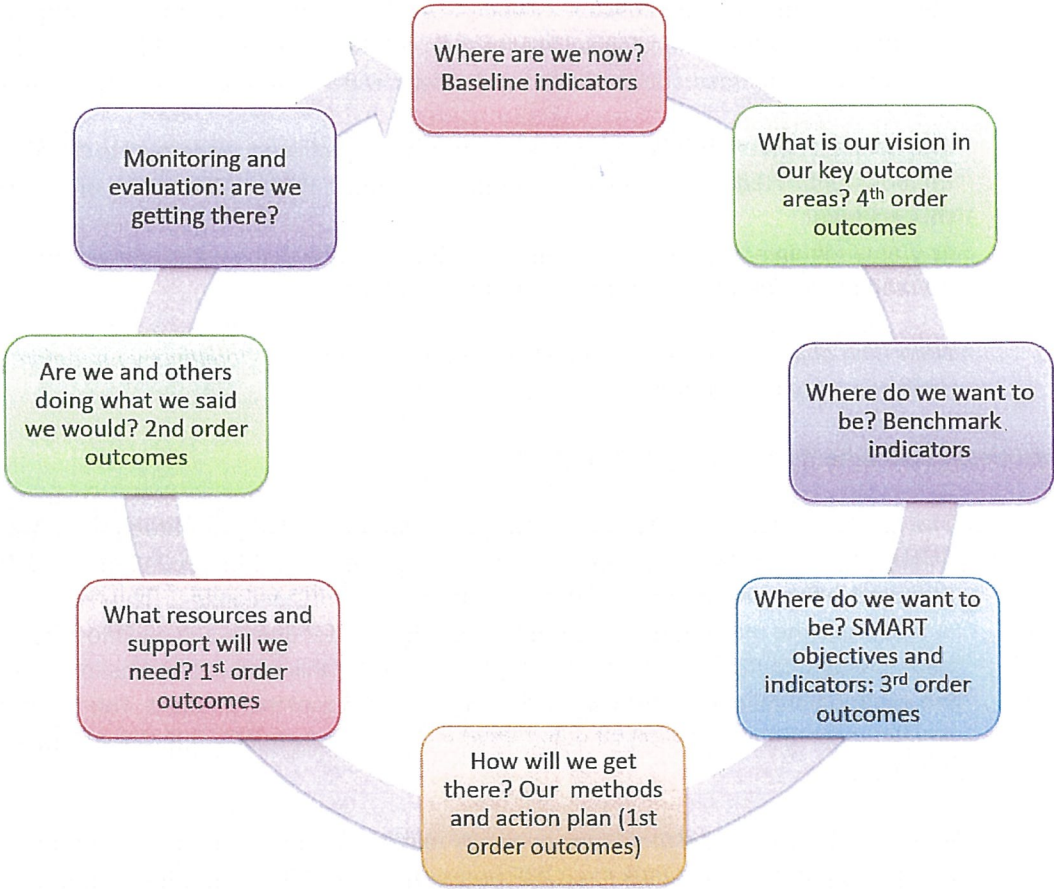 Where are we now?
Baseline indicators
What is our vision in
our key outcome
areas? 4th order
outcomes
Where do we want to
be? Benchmark
indicators
Where do we want to
be? SMART
objectives and
indicators: 3rd order
outcomes
How will we get
there? Our methods
and action plan (1st
order outcomes)
What resources and
support will we
need? 1st order
outcomes
Are we and others
doing what we said
we would? 2nd order
outcomes
Monitoring and
evaluation: are we
getting there?